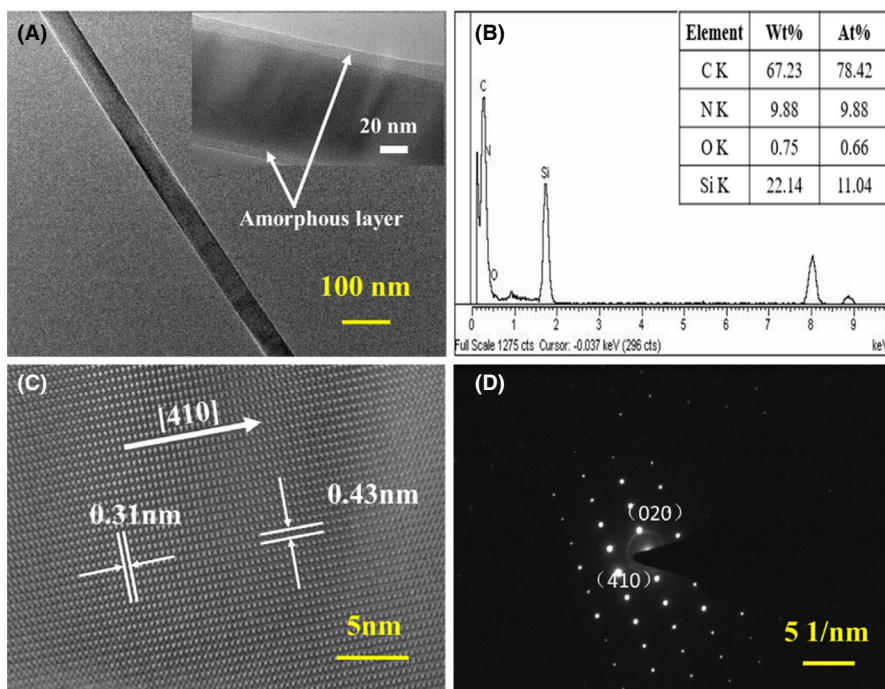 (A)
20 nm
Amorphous layer
100 nm
(B)
Element Wt% At%
C K 67.23 78.42
N K 9.88 9.88
O K 0.75 0.66
Si K 22.14 11.04
C
N
O
Si
0 1 2 3 4 5 6 7 8 9
Full Scale 1275 cts Cursor: -0.037 keV (296 cts)
keV
(C)
[410]
0.31nm
0.43nm
5nm
(D)
(020)
(410)
5 1/nm